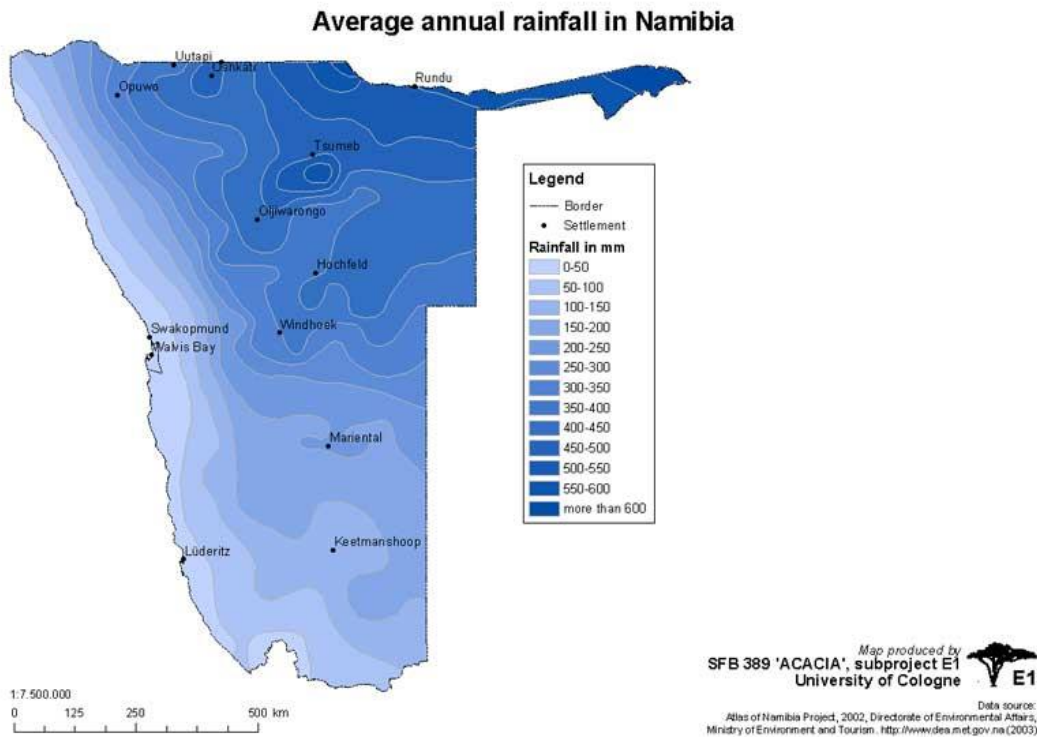 Average annual rainfall in Namibia
Uutapi
Oshkati
Rundu
Opuwo
Tsumeb
Otjiwarongo
Hochfeld
Windhoek
Swakopmund
Walvis Bay
Mariental
Keetmanshoop
Lüderitz
Legend
Border
Settlement
Rainfall in mm
0-50
50-100
100-150
150-200
200-250
250-300
300-350
350-400
400-450
450-500
500-550
550-600
more than 600
Map produced by
SFB 389 'ACACIA', subproject E1
University of Cologne
E1
1:7.500.000
0 125 250 500 km
Data source:
Atlas of Namibia Project, 2002, Directorate of Environmental Affairs,
Ministry of Environment and Tourism. http://www.dea.met.gov.na (2003)